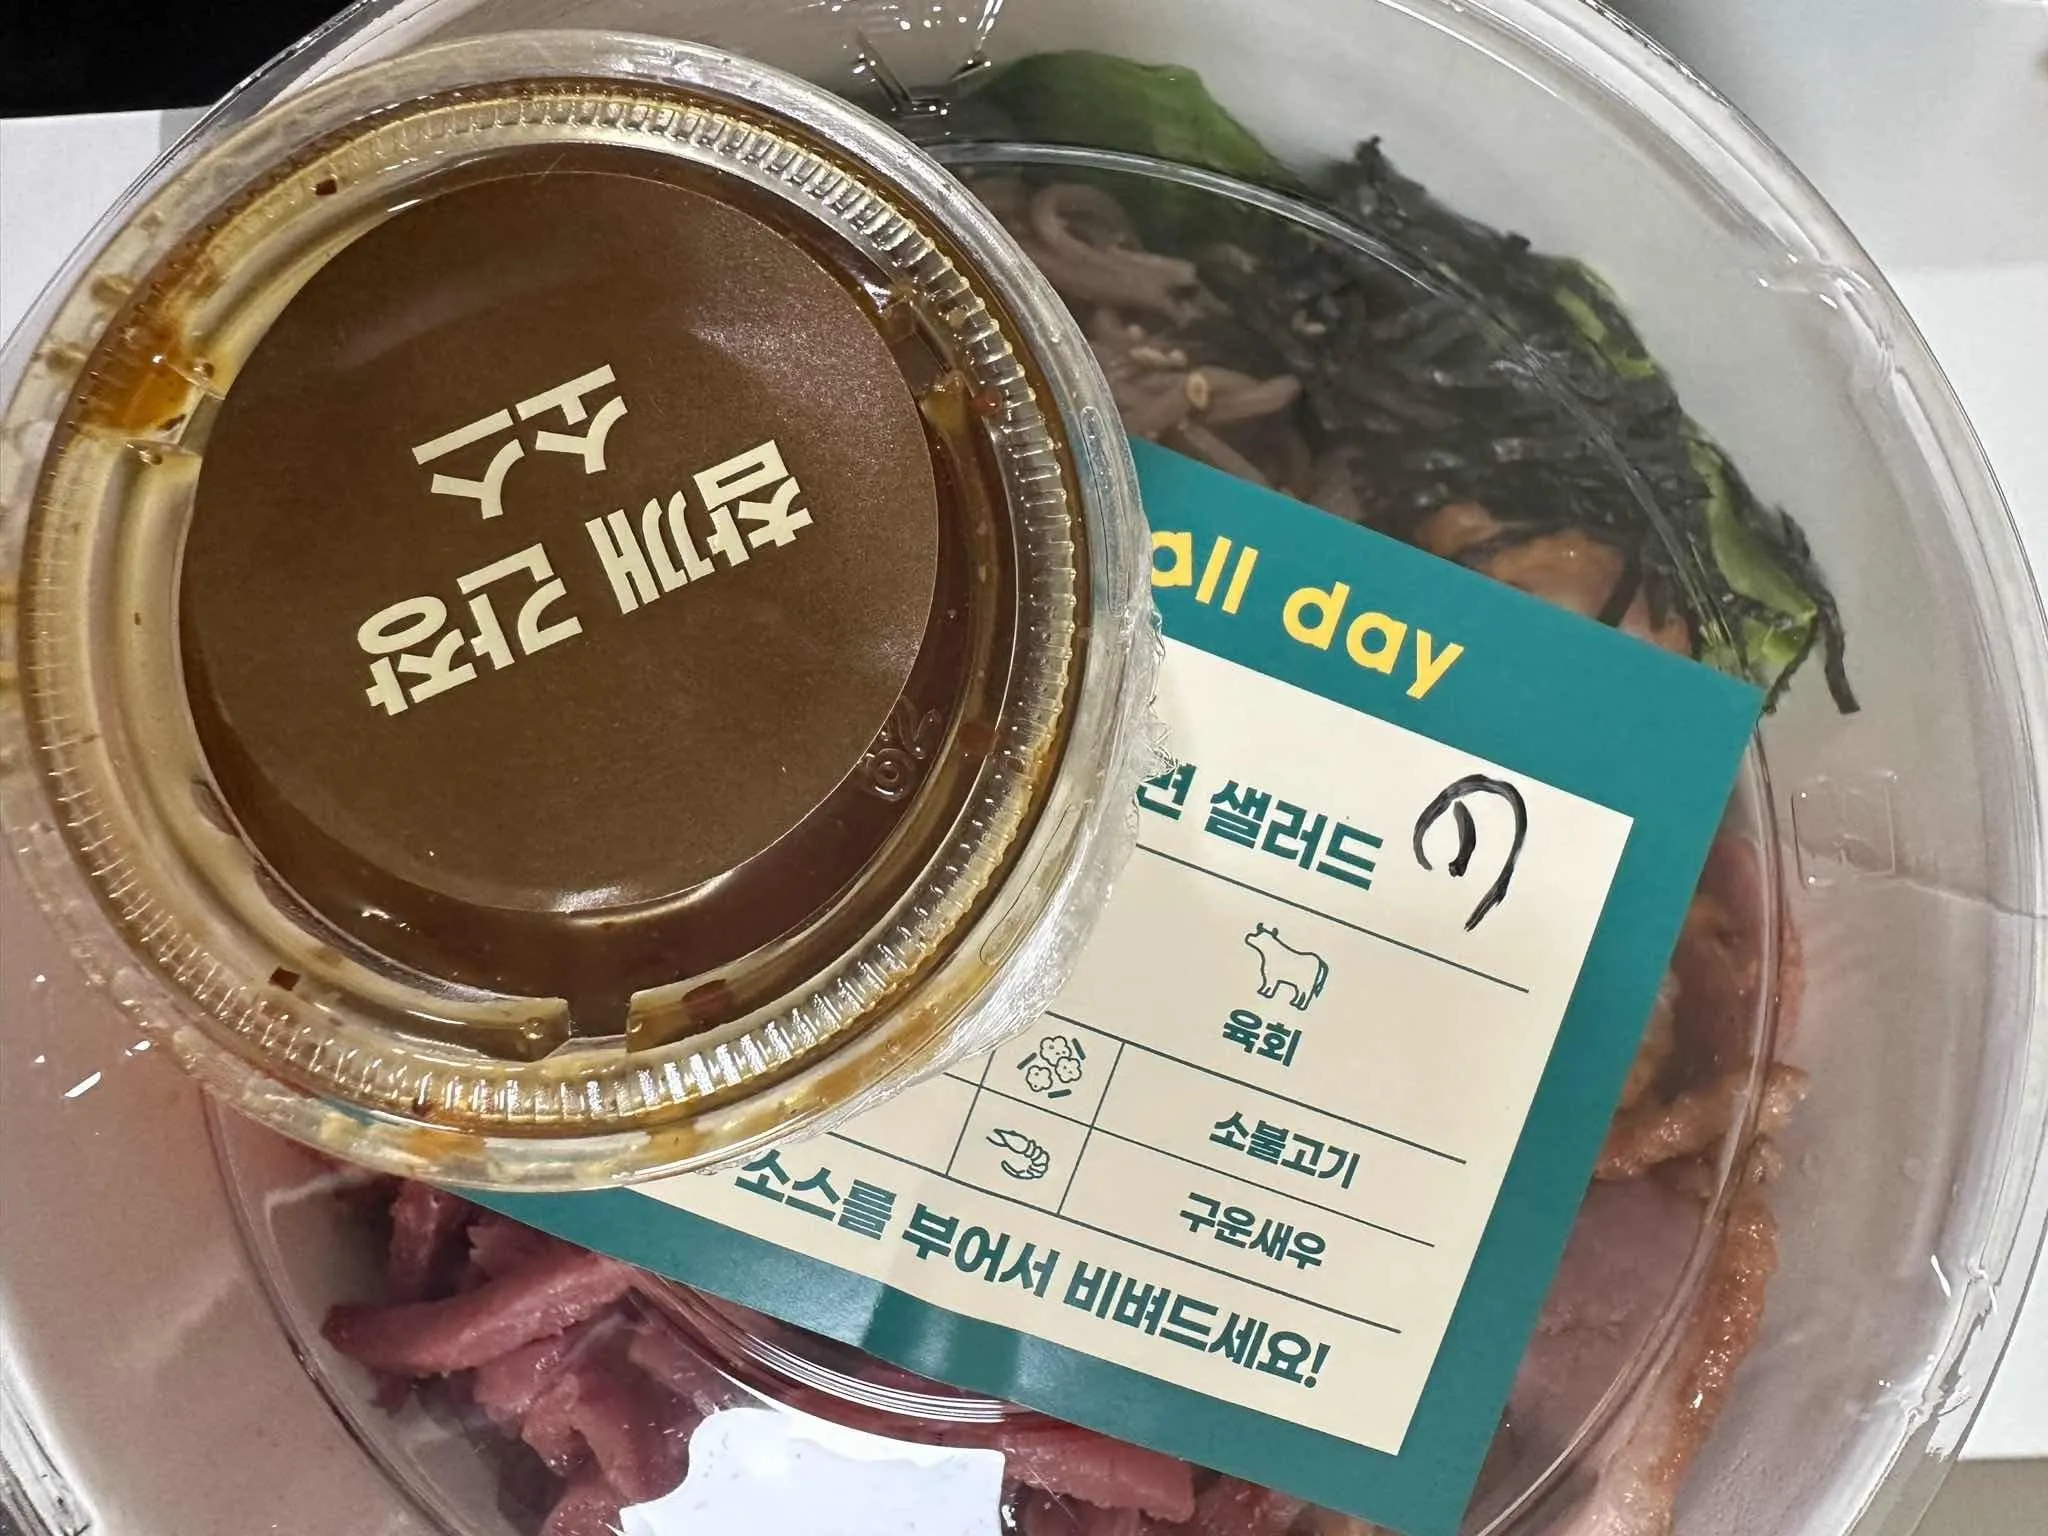 참깨 간장
소스
all day
면 샐러드
육회
소불고기
구운새우
소스를 부어서 비벼드세요!